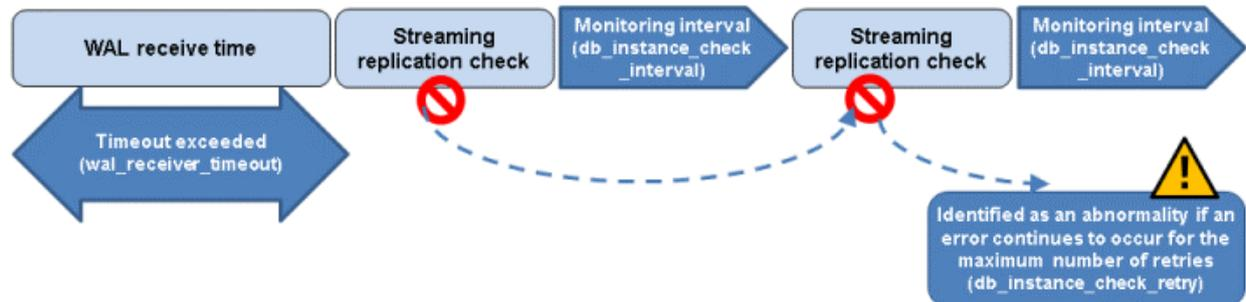 WAL receive time
Streaming
replication check
Monitoring interval
(db_instance_check
_interval)
Streaming
replication check
Monitoring interval
(db_instance_check
_interval)
Timeout exceeded
(wal_receiver_timeout)
Identified as an abnormality if an
error continues to occur for the
maximum number of retries
(db_instance_check_retry)